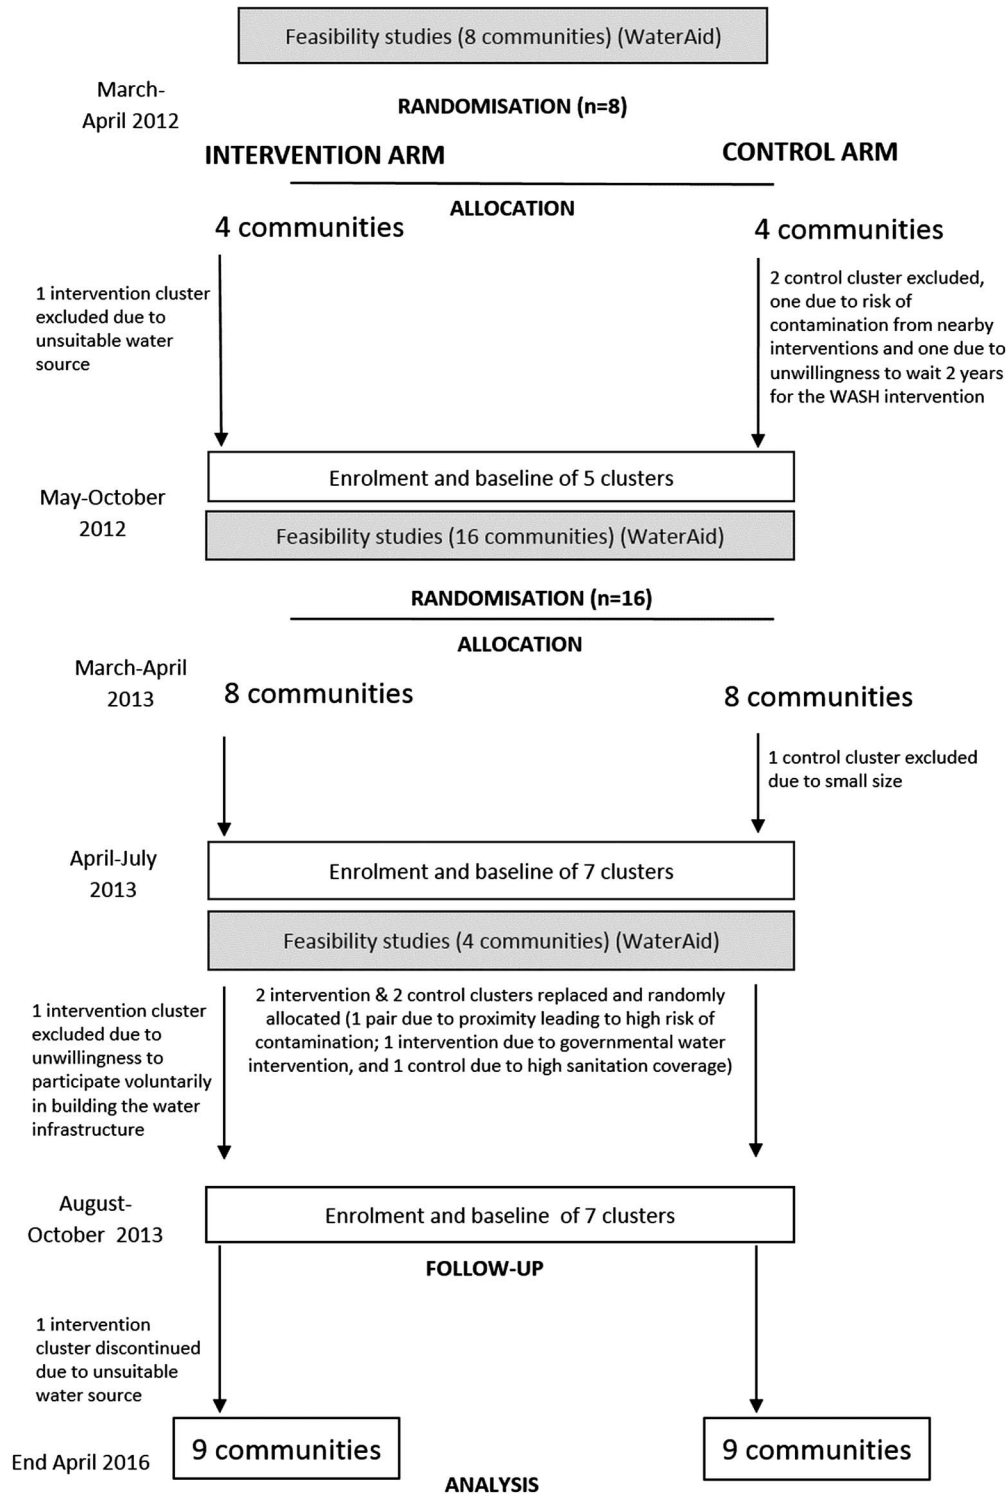 Feasibility studies (8 communities) (WaterAid)
March-
April 2012
RANDOMISATION (n=8)
INTERVENTION ARM
CONTROL ARM
ALLOCATION
4 communities
4 communities
1 intervention cluster
excluded due to
unsuitable water
source
2 control cluster excluded,
one due to risk of
contamination from nearby
interventions and one due to
unwillingness to wait 2 years
for the WASH intervention
Enrolment and baseline of 5 clusters
May-October
2012
Feasibility studies (16 communities) (WaterAid)
RANDOMISATION (n=16)
ALLOCATION
March-April
2013
8 communities
8 communities
1 control cluster excluded
due to small size
April-July
2013
Enrolment and baseline of 7 clusters
Feasibility studies (4 communities) (WaterAid)
1 intervention cluster
excluded due to
unwillingness to
participate voluntarily
in building the water
infrastructure
2 intervention & 2 control clusters replaced and randomly
allocated (1 pair due to proximity leading to high risk of
contamination; 1 intervention due to governmental water
intervention, and 1 control due to high sanitation coverage)
August-
October 2013
Enrolment and baseline of 7 clusters
FOLLOW-UP
1 intervention
cluster discontinued
due to unsuitable
water source
9 communities
9 communities
End April 2016
ANALYSIS